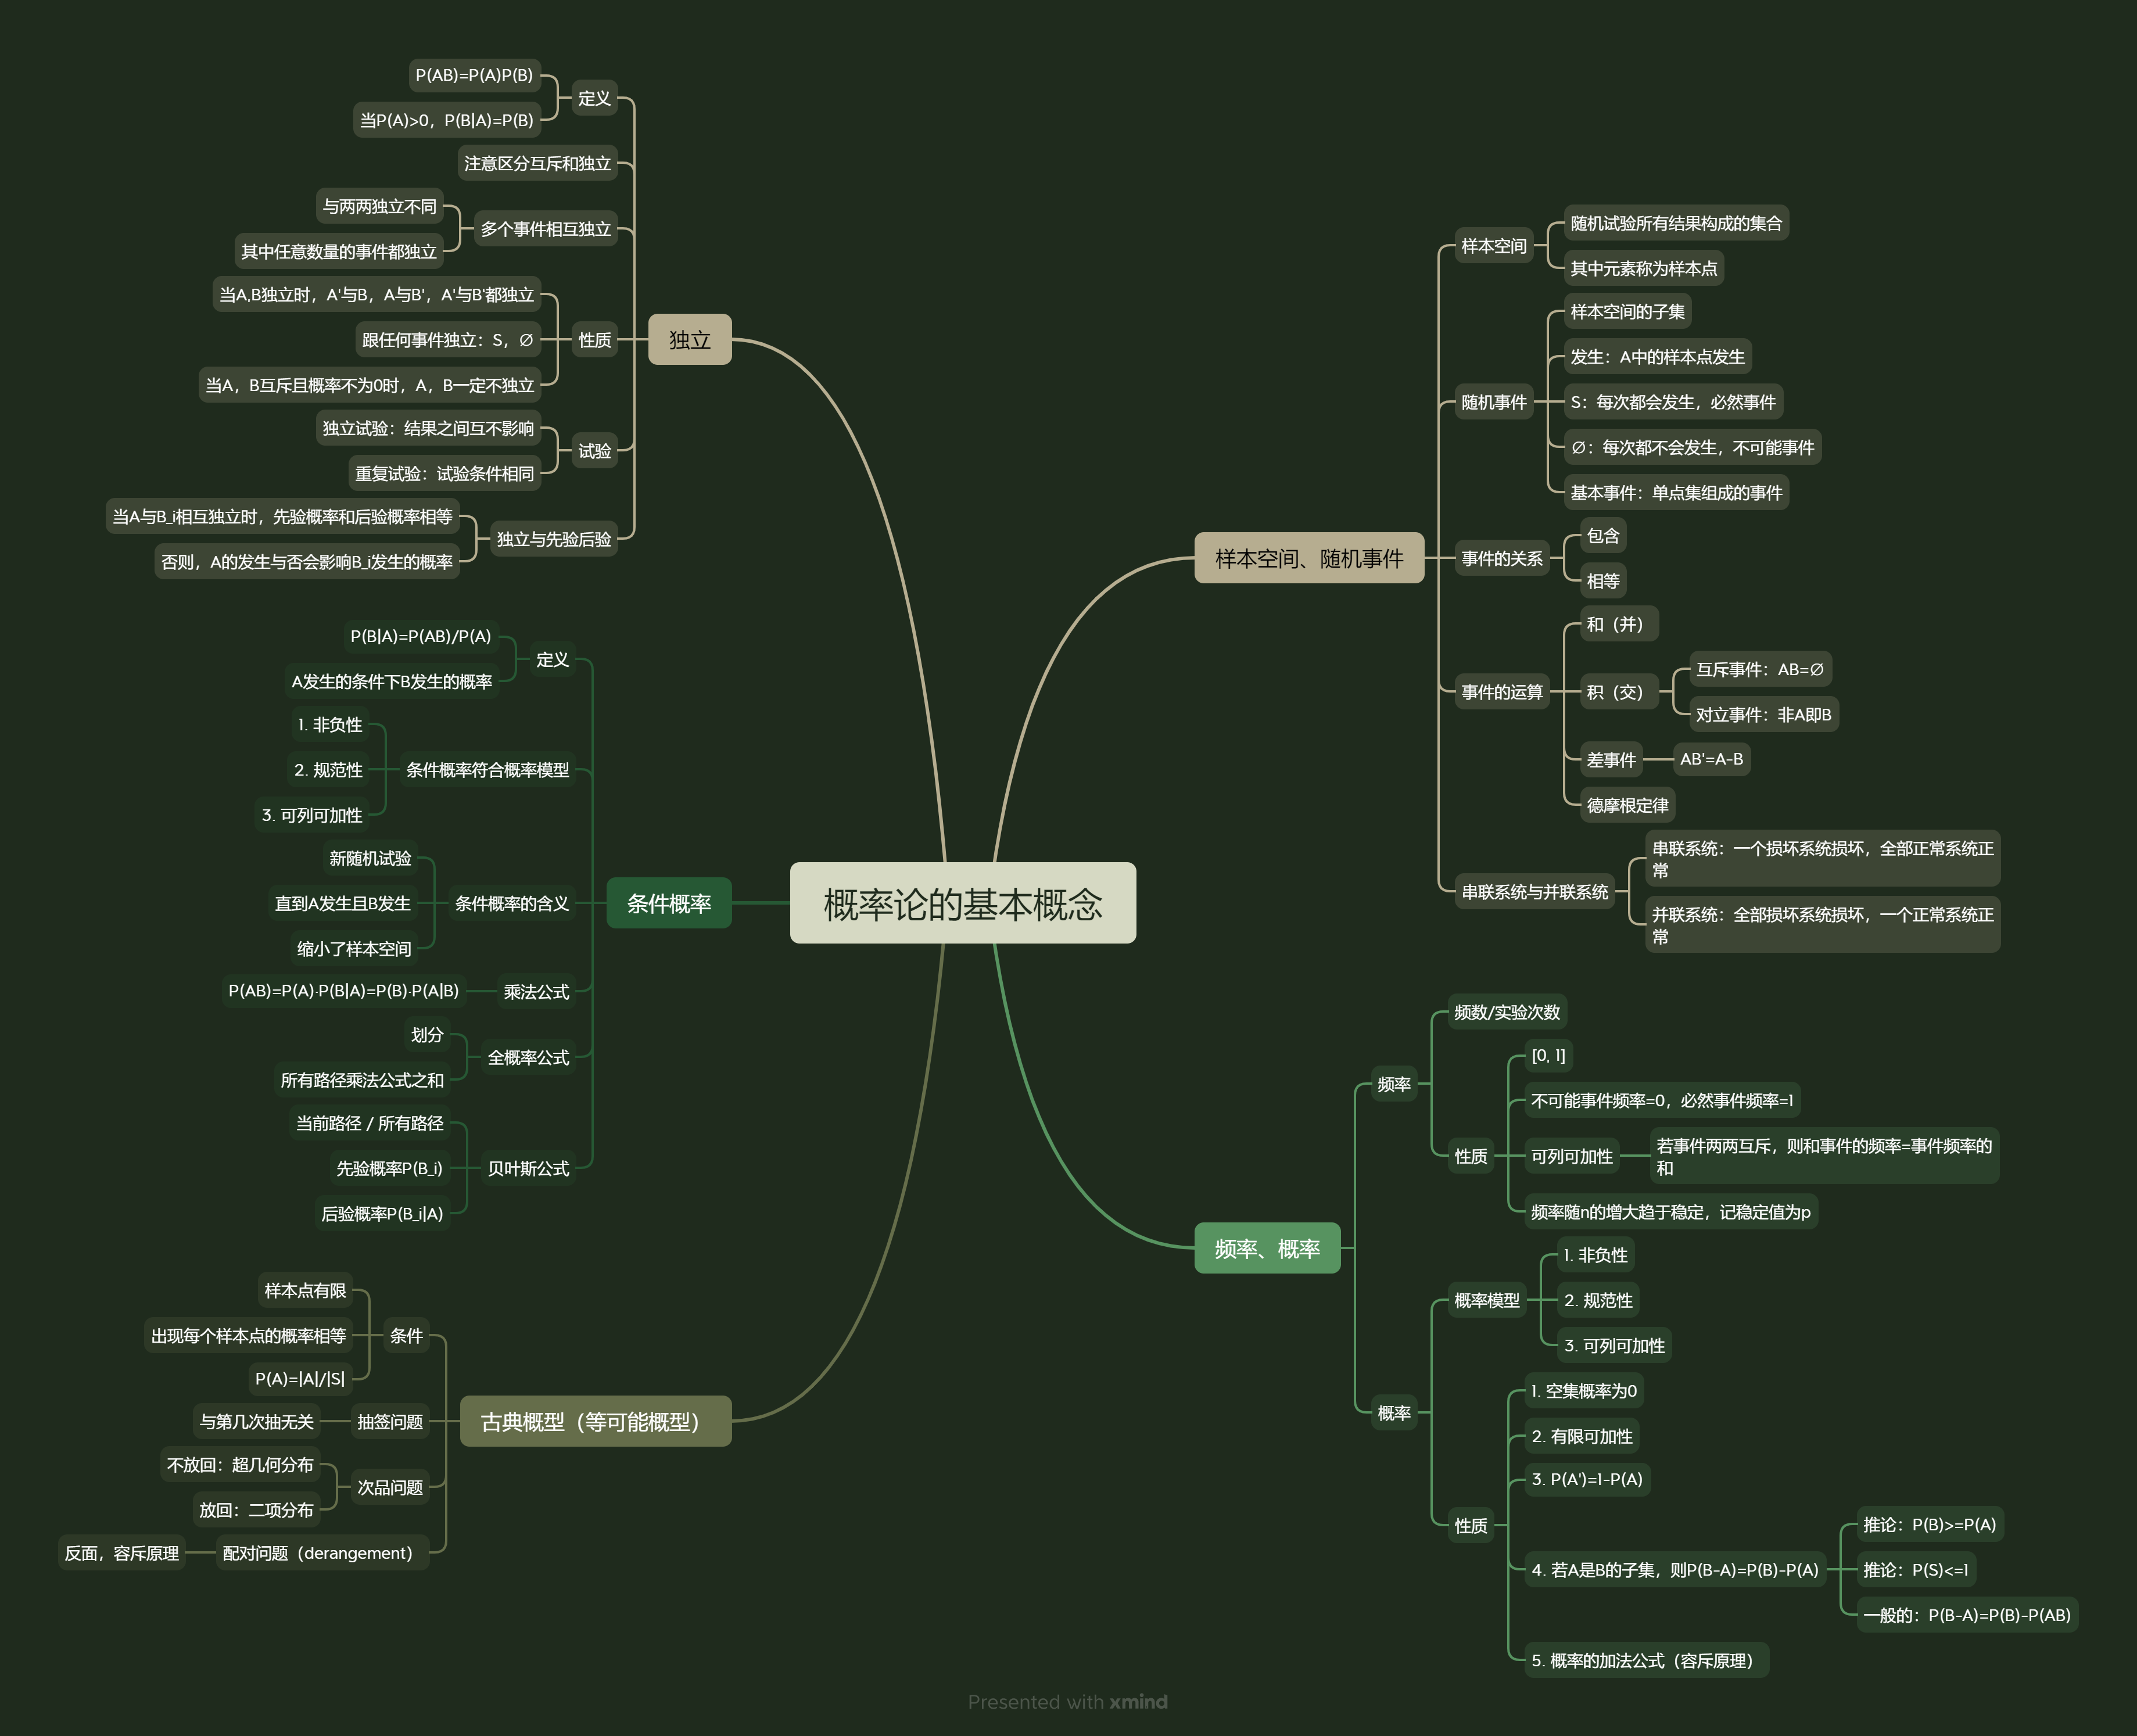 概率论的基本概念
样本空间、随机事件
样本空间
随机试验所有结果构成的集合
其中元素称为样本点
随机事件
样本空间的子集
发生：A中的样本点发生
S：每次都会发生，必然事件
∅：每次都不会发生，不可能事件
基本事件：单点集组成的事件
事件的关系
包含
相等
事件的运算
和（并）
积（交）
互斥事件：AB=∅
对立事件：非A即B
差事件
AB'=A-B
德摩根定律
串联系统与并联系统
串联系统：一个损坏系统损坏，全部正常系统正
常
并联系统：全部损坏系统损坏，一个正常系统正
常
频率、概率
频率
频数/实验次数
性质
[0, 1]
不可能事件频率=0，必然事件频率=1
可列可加性
若事件两两互斥，则和事件的频率=事件频率的
和
频率随n的增大趋于稳定，记稳定值为p
概率
概率模型
1. 非负性
2. 规范性
3. 可列可加性
性质
1. 空集概率为0
2. 有限可加性
3. P(A')=1-P(A)
4. 若A是B的子集，则P(B-A)=P(B)-P(A)
推论：P(B)>=P(A)
推论：P(S)<=1
一般的：P(B-A)=P(B)-P(AB)
5. 概率的加法公式（容斥原理）
独立
定义
P(AB)=P(A)P(B)
当P(A)>0，P(B|A)=P(B)
注意区分互斥和独立
多个事件相互独立
与两两独立不同
其中任意数量的事件都独立
性质
当A,B独立时，A'与B，A与B'，A'与B'都独立
跟任何事件独立：S，∅
当A，B互斥且概率不为0时，A，B一定不独立
试验
独立试验：结果之间互不影响
重复试验：试验条件相同
独立与先验后验
当A与B_i相互独立时，先验概率和后验概率相等
否则，A的发生与否会影响B_i发生的概率
条件概率
定义
P(B|A)=P(AB)/P(A)
A发生的条件下B发生的概率
条件概率符合概率模型
1. 非负性
2. 规范性
3. 可列可加性
条件概率的含义
新随机试验
直到A发生且B发生
缩小了样本空间
乘法公式
P(AB)=P(A)·P(B|A)=P(B)·P(A|B)
全概率公式
划分
所有路径乘法公式之和
贝叶斯公式
当前路径 / 所有路径
先验概率P(B_i)
后验概率P(B_i|A)
古典概型（等可能概型）
条件
样本点有限
出现每个样本点的概率相等
P(A)=|A|/|S|
抽签问题
与第几次抽无关
次品问题
不放回：超几何分布
放回：二项分布
配对问题（derangement）
反面，容斥原理
Presented with xmind